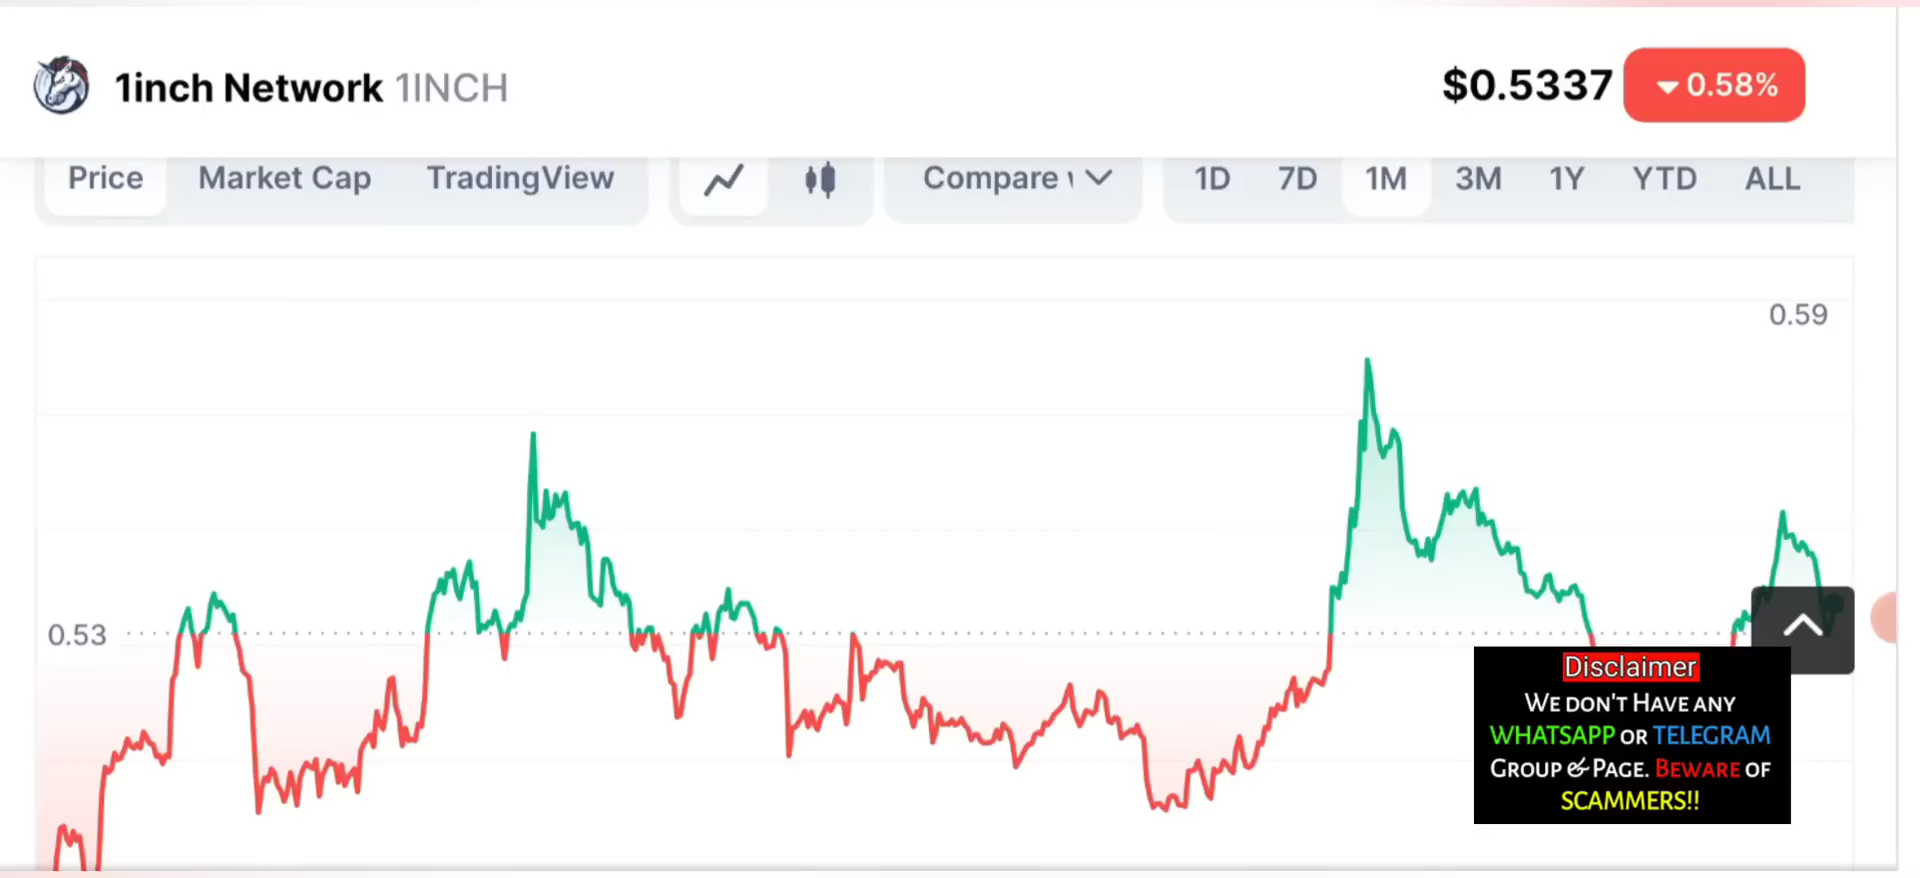 1inch Network 1INCH $0.5337 0.58%
Price Market Cap TradingView Compare 1D 7D 1M 3M 1Y YTD ALL
0.59
0.53
Disclaimer
WE DON'T HAVE ANY
WHATSAPP OR TELEGRAM
GROUP & PAGE. BEWARE OF
SCAMMERS!!